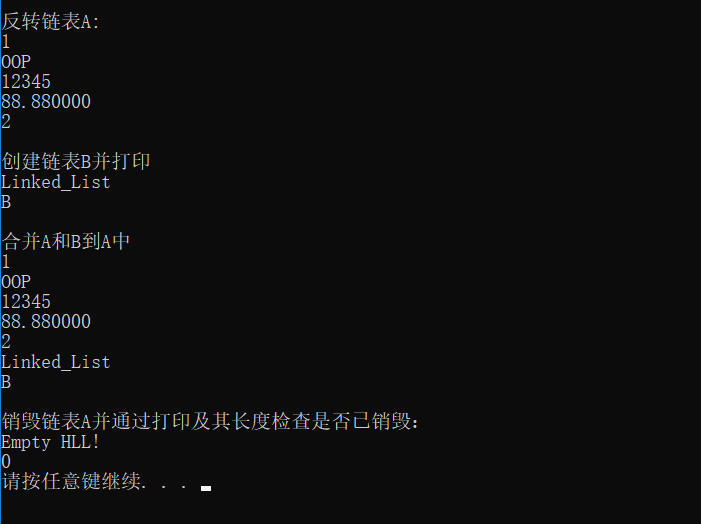 反转链表A:
1
OOP
12345
88.880000
2
创建链表B并打印
Linked_List
B
合并A和B到A中
1
OOP
12345
88.880000
2
Linked_List
B
销毁链表A并通过打印及其长度检查是否已销毁：
Empty HLL!
0
请按任意键继续. . .